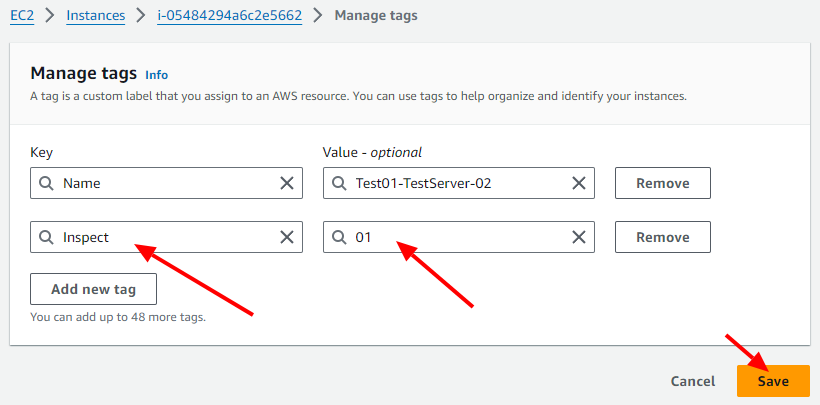 EC2 > Instances > i-05484294a6c2e5662 > Manage tags
Manage tags Info
A tag is a custom label that you assign to an AWS resource. You can use tags to help organize and identify your instances.
Key Value - optional
Name Test01-TestServer-02 Remove
Inspect 01 Remove
Add new tag
You can add up to 48 more tags.
Cancel Save